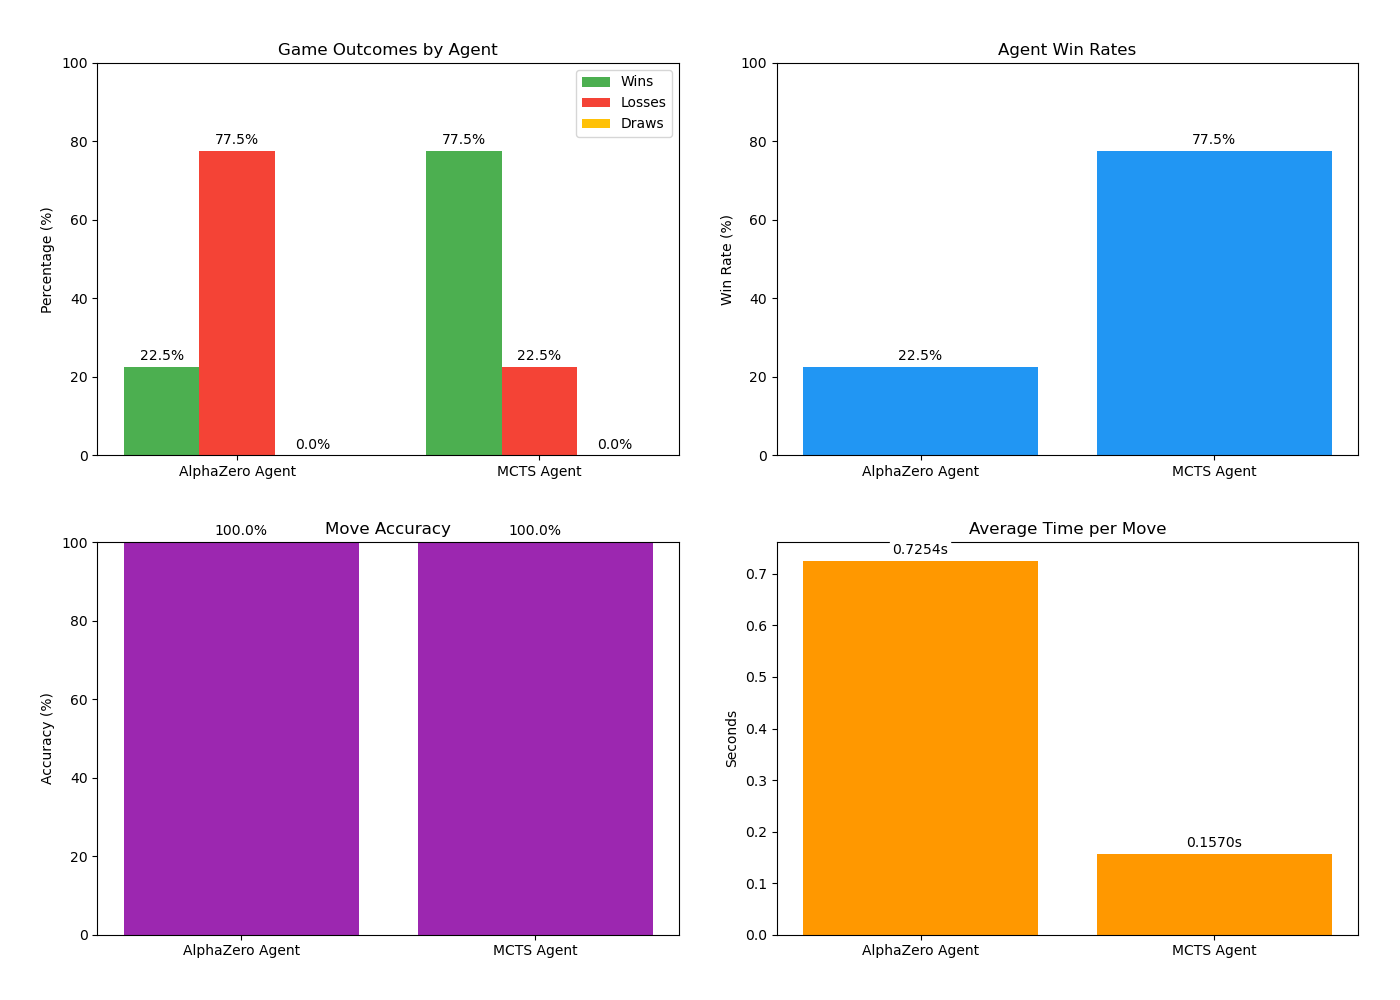 Game Outcomes by Agent
Percentage (%)
100
80
60
40
20
0
Wins
Losses
Draws
22.5%
77.5%
0.0%
77.5%
22.5%
0.0%
AlphaZero Agent
MCTS Agent
Agent Win Rates
Win Rate (%)
100
80
60
40
20
0
22.5%
77.5%
AlphaZero Agent
MCTS Agent
Move Accuracy
Accuracy (%)
100
80
60
40
20
0
100.0%
100.0%
AlphaZero Agent
MCTS Agent
Average Time per Move
Seconds
0.7
0.6
0.5
0.4
0.3
0.2
0.1
0.0
0.7254s
0.1570s
AlphaZero Agent
MCTS Agent